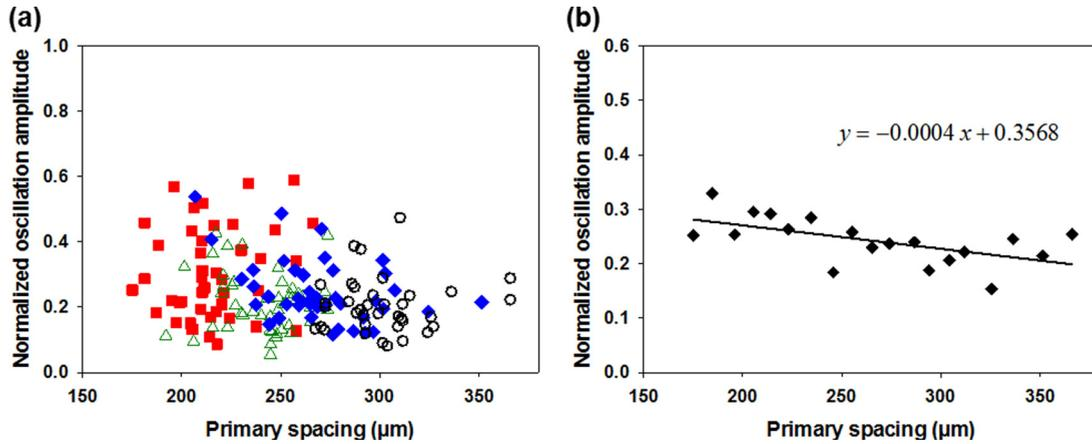 (a)
Normalized oscillation amplitude
1.0
0.8
0.6
0.4
0.2
0.0
150 200 250 300 350
Primary spacing (µm)
(b)
Normalized oscillation amplitude
0.6
0.5
0.4
0.3
0.2
0.1
0.0
y = −0.0004 x + 0.3568
150 200 250 300 350
Primary spacing (µm)